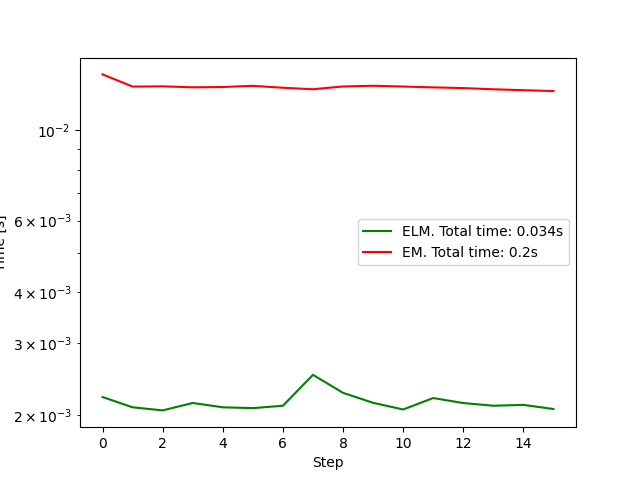 10⁻²
6 × 10⁻³
4 × 10⁻³
3 × 10⁻³
2 × 10⁻³
ELM. Total time: 0.034s
EM. Total time: 0.2s
0 2 4 6 8 10 12 14
Step